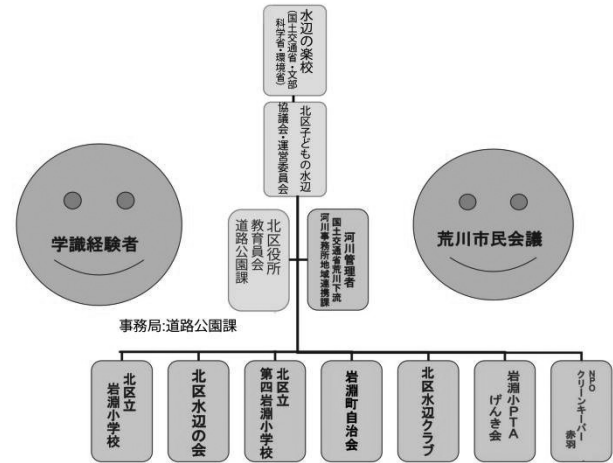 水辺の楽校
(国土交通省・文部
科学省・環境省)
北区子どもの水辺
協議会・運営委員会
学識経験者
荒川市民会議
北区役所
教育員会
道路公園課
河川管理者
国土交通省荒川下流
河川事務所地域連携課
事務局:道路公園課
北区立
岩淵小学校
北区水辺の会
北区立
第四岩淵小学校
岩淵町自治会
北区水辺クラブ
岩淵小PTA
げんき会
NPO
クリーンキーパー
赤羽